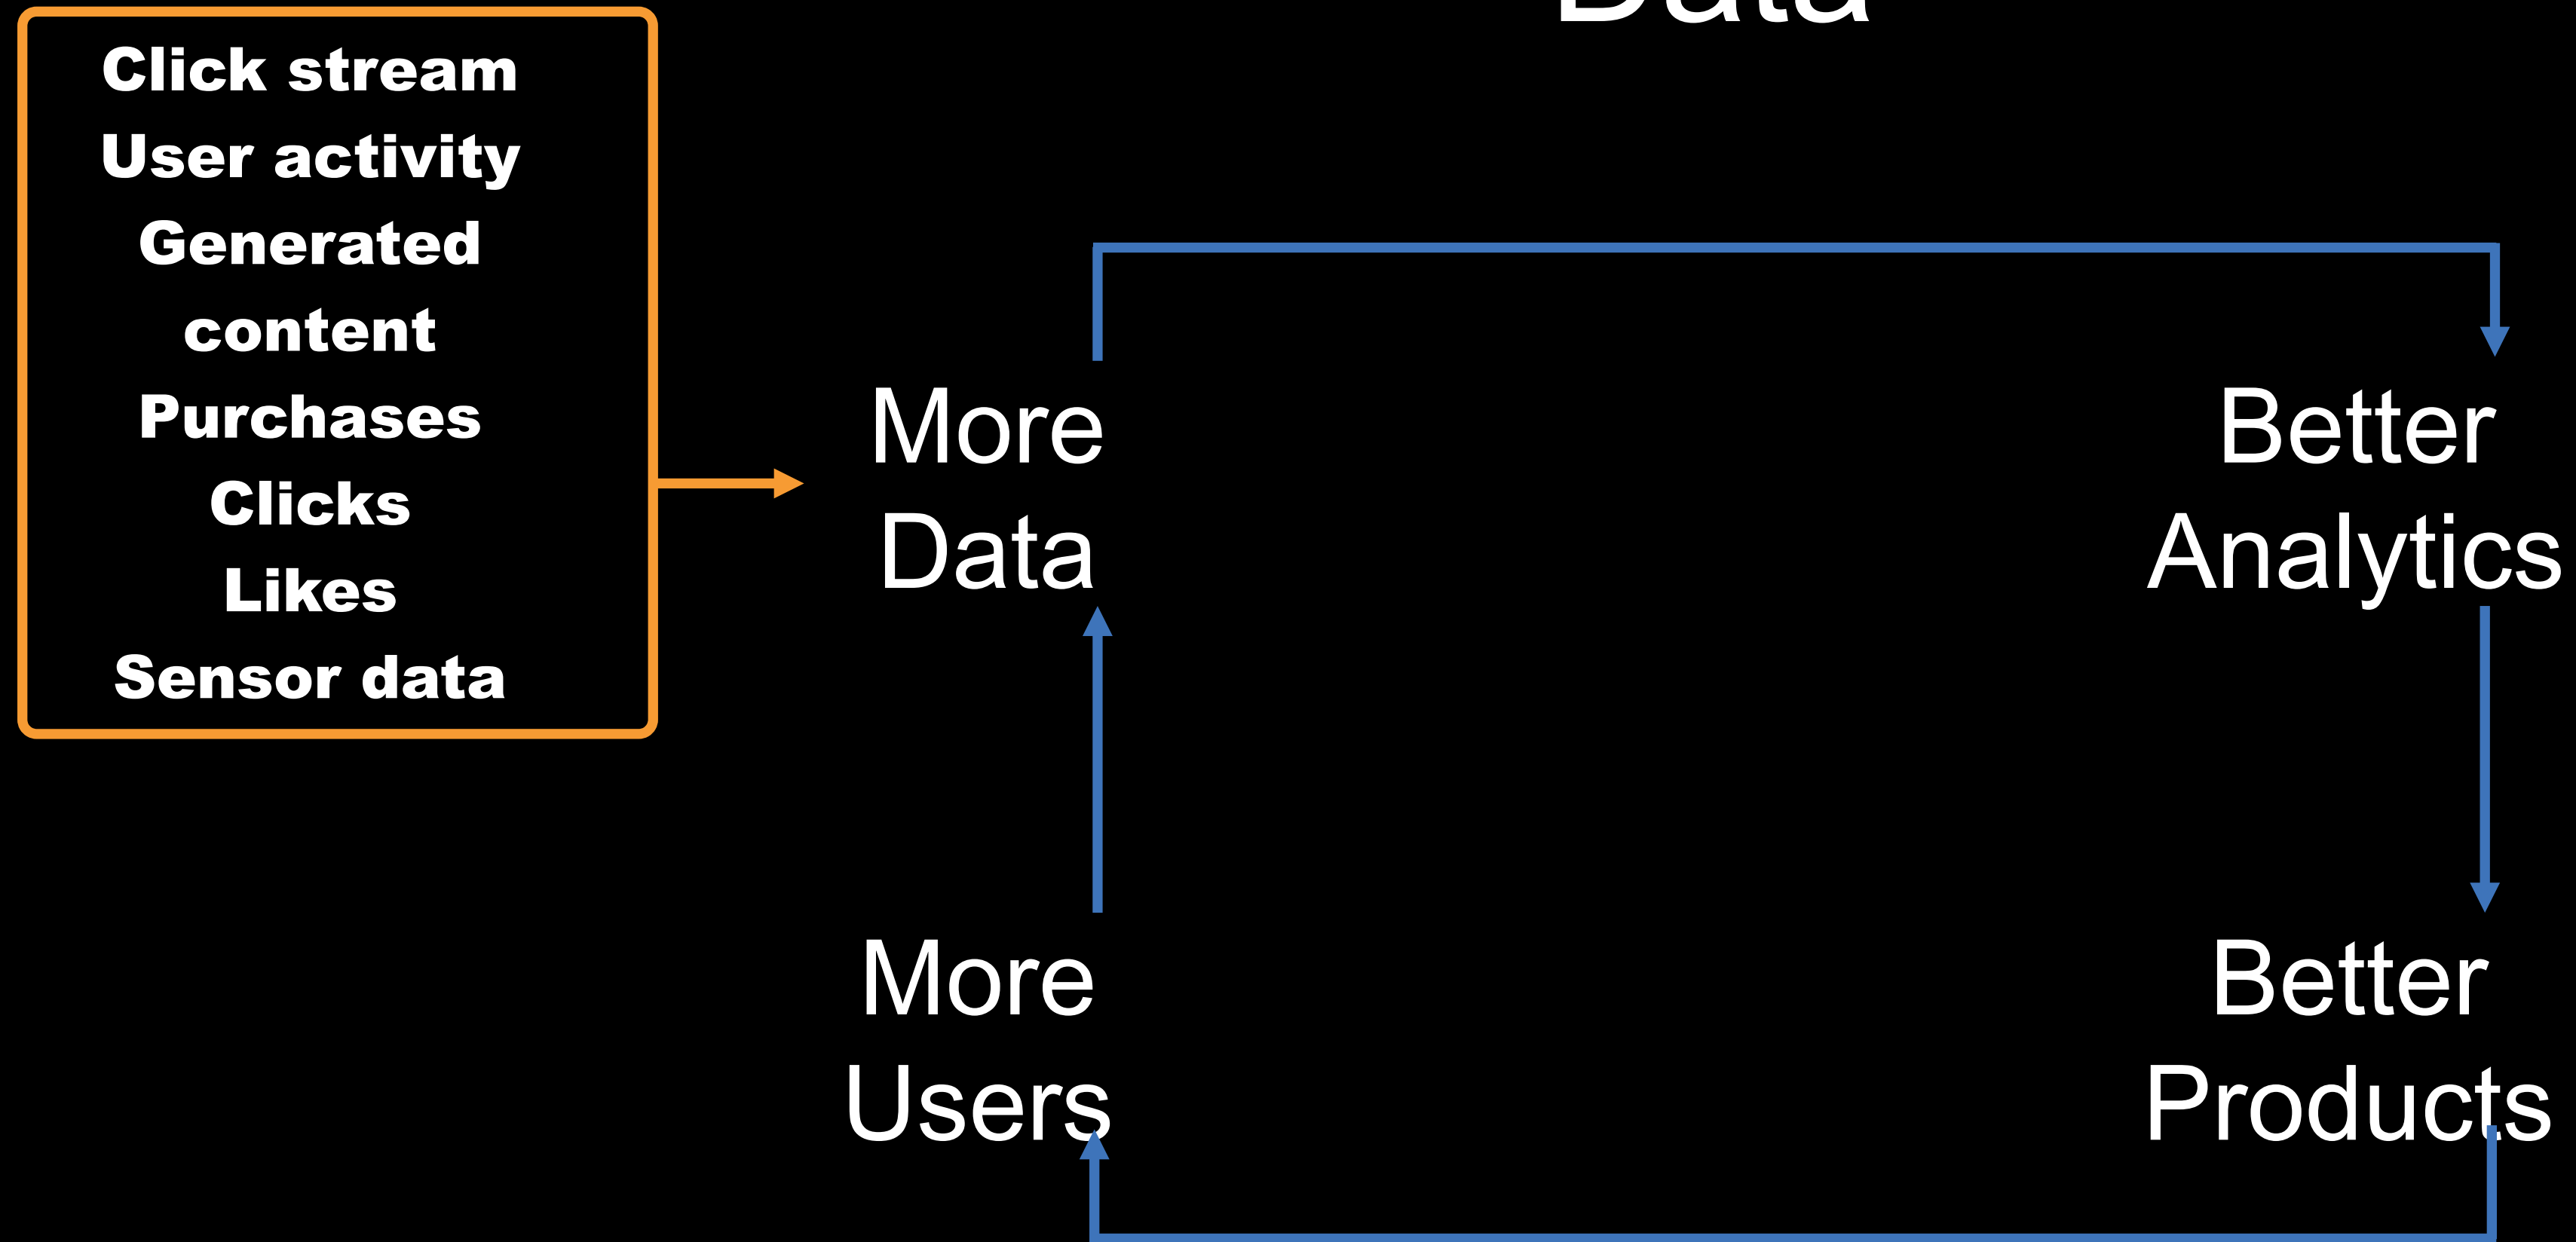 Data
Click stream
User activity
Generated
content
Purchases
Clicks
Likes
Sensor data
More
Data
Better
Analytics
More
Users
Better
Products